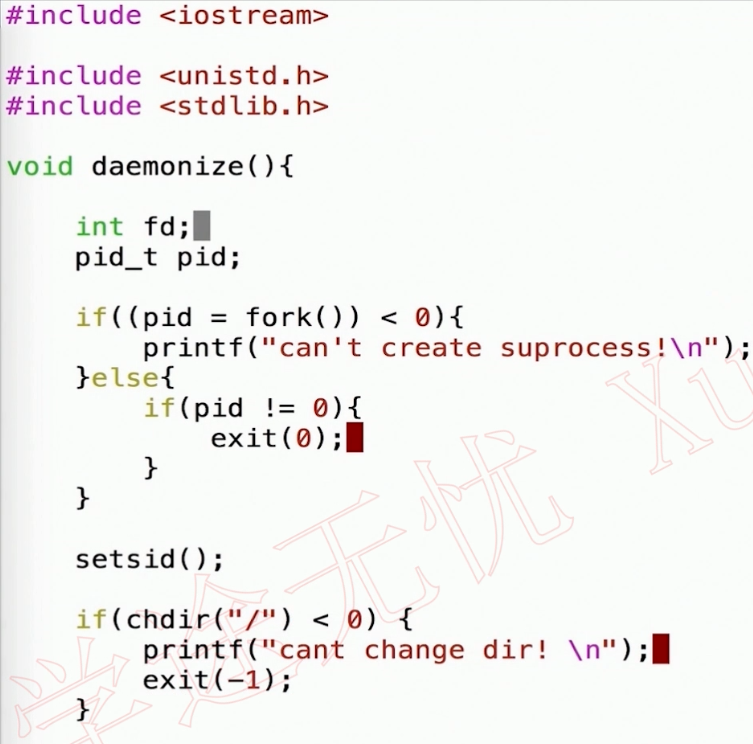 #include <iostream>
#include <unistd.h>
#include <stdlib.h>
void daemonize(){
int fd;
pid_t pid;
if((pid = fork()) < 0){
printf("can't create suprocess!\n");
}else{
if(pid != 0){
exit(0);
}
}
setsid();
if(chdir("/") < 0) {
printf("cant change dir! \n");
exit(-1);
}
学途无忧 Xu